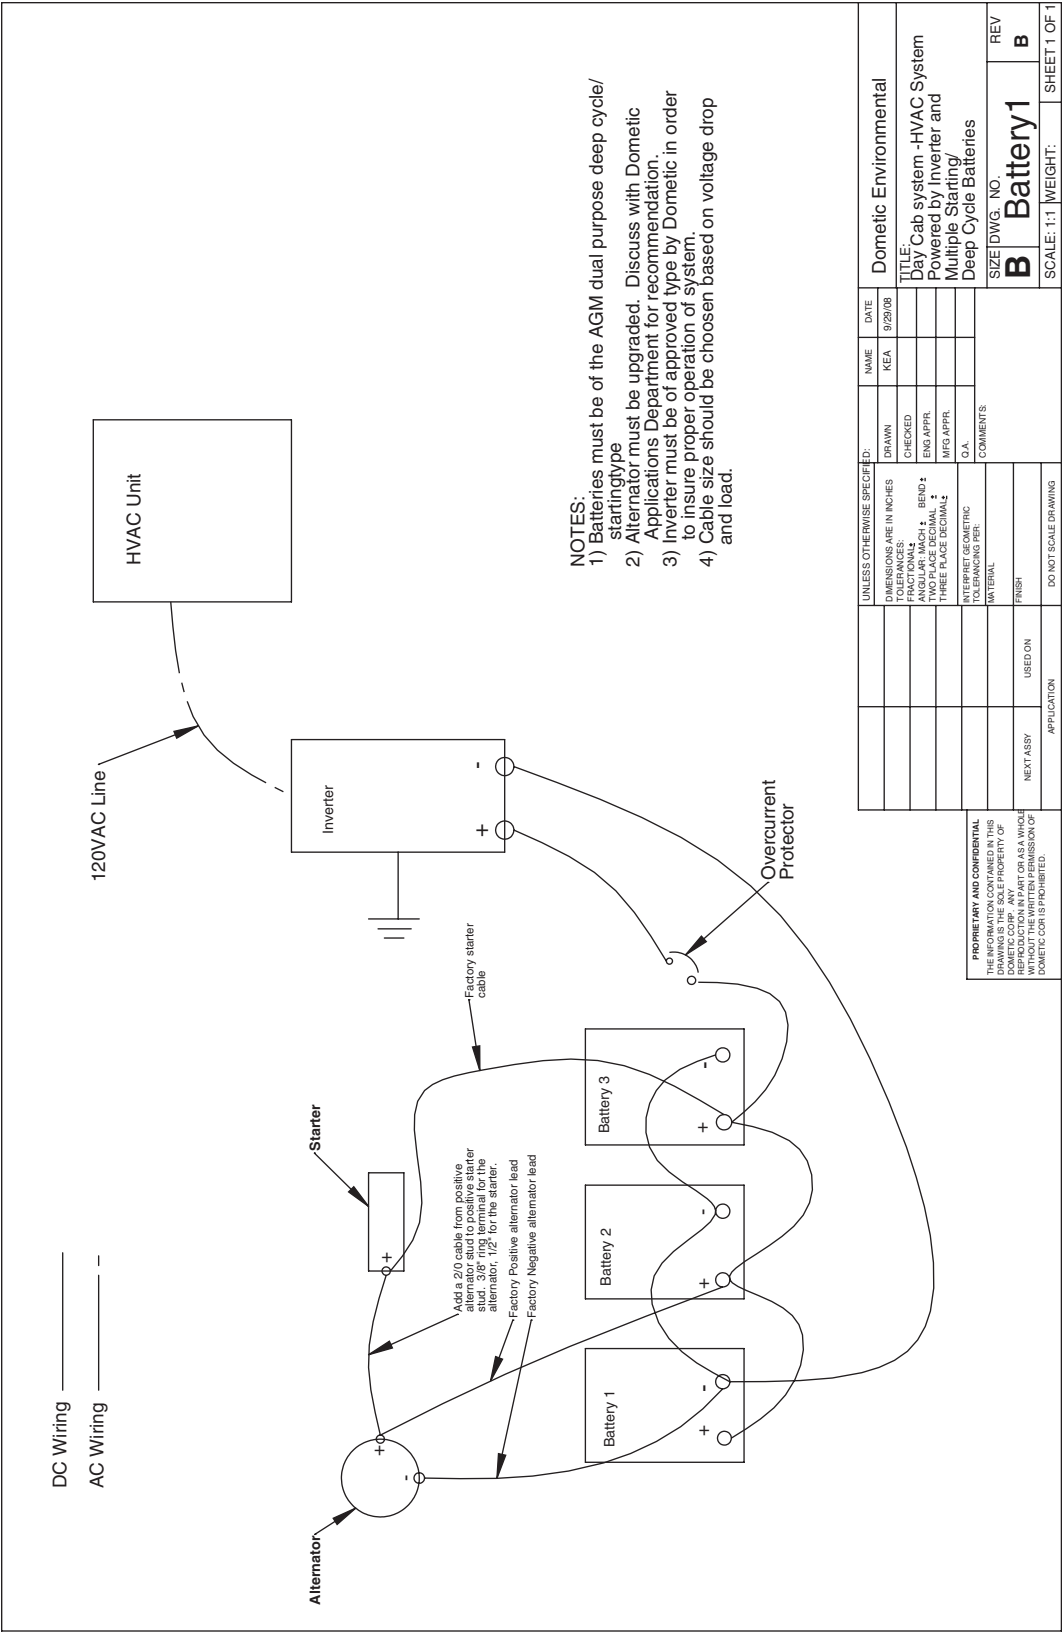 DC Wiring
AC Wiring
120VAC Line
HVAC Unit
Inverter
+
-
Alternator
+
-
Starter
+
Factory starter
cable
Add a 2/0 cable from positive
alternator stud to positive starter
stud. 3/8" ring terminal for the
alternator, 1/2" for the starter.
Factory Positive alternator lead
Factory Negative alternator lead
Battery 1
+
-
Battery 2
+
-
Battery 3
+
-
Overcurrent
Protector
NOTES:
1) Batteries must be of the AGM dual purpose deep cycle/
startingtype
2) Alternator must be upgraded. Discuss with Dometic
Applications Department for recommendation.
3) Inverter must be of approved type by Dometic in order
to insure proper operation of system.
4) Cable size should be choosen based on voltage drop
and load.
PROPRIETARY AND CONFIDENTIAL
THE INFORMATION CONTAINED IN THIS
DRAWING IS THE SOLE PROPERTY OF
DOMETIC CORP. ANY
REPRODUCTION IN PART OR AS A WHOLE
WITHOUT THE WRITTEN PERMISSION OF
DOMETIC COR IS PROHIBITED.
NEXT ASSY
USED ON
APPLICATION
UNLESS OTHERWISE SPECIFIED:
DIMENSIONS ARE IN INCHES
TOLERANCES:
FRACTIONAL±
ANGULAR: MACH± BEND ±
TWO PLACE DECIMAL ±
THREE PLACE DECIMAL±
INTERPRET GEOMETRIC
TOLERANCING PER:
MATERIAL
FINISH
DO NOT SCALE DRAWING
NAME
DATE
DRAWN
KEA
9/29/08
CHECKED
ENG APPR.
MFG APPR.
Q.A.
COMMENTS:
Dometic Environmental
TITLE:
Day Cab system -HVAC System
Powered by Inverter and
Multiple Starting/
Deep Cycle Batteries
SIZE
B
DWG. NO.
Battery1
REV
B
SCALE: 1:1
WEIGHT:
SHEET 1 OF 1